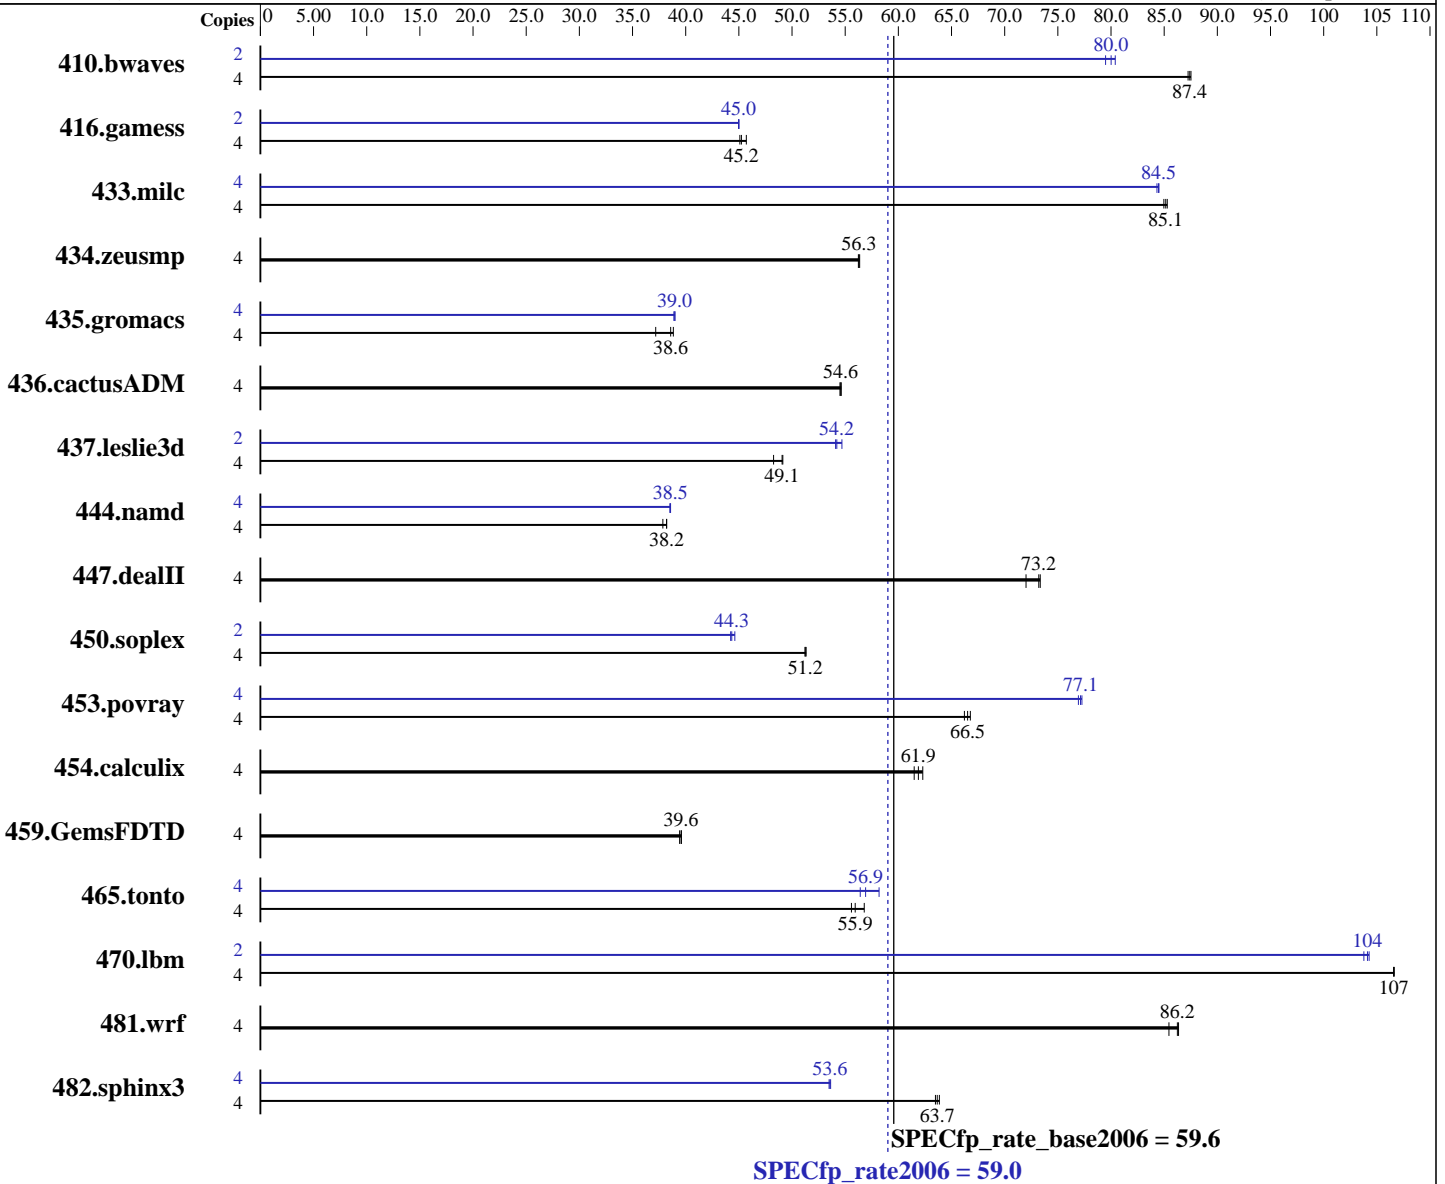 Copies 0 5.00 10.0 15.0 20.0 25.0 30.0 35.0 40.0 45.0 50.0 55.0 60.0 65.0 70.0 75.0 80.0 85.0 90.0 95.0 100 105 110
410.bwaves 2 80.0
4 87.4
416.gamess 2 45.0
4 45.2
433.milc 4 84.5
4 85.1
434.zeusmp 4 56.3
435.gromacs 4 39.0
4 38.6
436.cactusADM 4 54.6
437.leslie3d 2 54.2
4 49.1
444.namd 4 38.5
4 38.2
447.dealII 4 73.2
450.soplex 2 44.3
4 51.2
453.povray 4 77.1
4 66.5
454.calculix 4 61.9
459.GemsFDTD 4 39.6
465.tonto 4 56.9
4 55.9
470.lbm 2 104
4 107
481.wrf 4 86.2
482.sphinx3 4 53.6
4 63.7
SPECfp_rate_base2006 = 59.6
SPECfp_rate2006 = 59.0